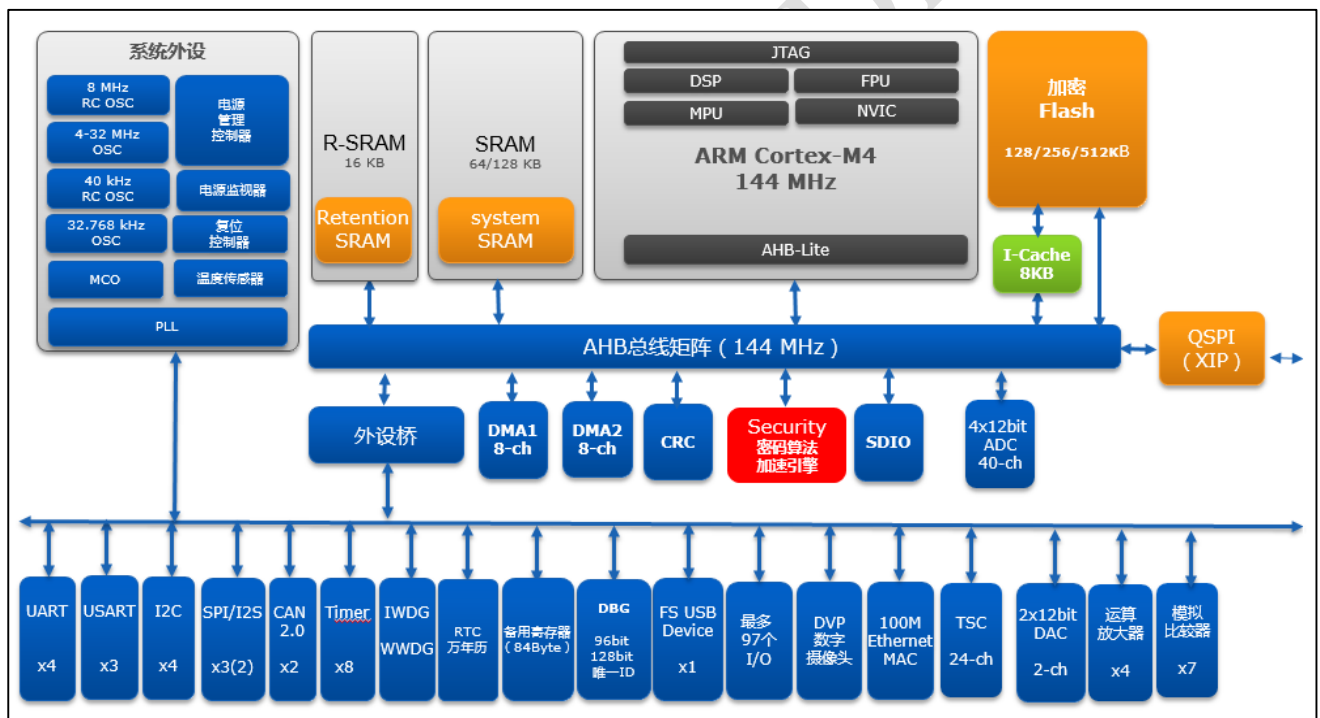 系统外设
8 MHz
RC OSC
4-32 MHz
OSC
40 kHz
RC OSC
32.768 kHz
OSC
MCO
电源
管理
控制器
电源监视器
复位
控制器
温度传感器
PLL
R-SRAM
16 KB
Retention
SRAM
SRAM
64/128 KB
system
SRAM
JTAG
DSP
FPU
MPU
NVIC
ARM Cortex-M4
144 MHz
AHB-Lite
加密
Flash
128/256/512KB
I-Cache
8KB
AHB总线矩阵（144 MHz）
QSPI
（XIP）
外设桥
DMA1
8-ch
DMA2
8-ch
CRC
Security
密码算法
加速引擎
SDIO
4x12bit
ADC
40-ch
UART
x4
USART
x3
I2C
x4
SPI/I2S
x3(2)
CAN
2.0
x2
Timer
x8
IWDG
WWDG
RTC
万年历
备用寄存器
（84Byte）
DBG
96bit
128bit
唯一ID
FS USB
Device
x1
最多
97个
I/O
DVP
数字
摄像头
100M
Ethernet
MAC
TSC
24-ch
2x12bit
DAC
2-ch
运算
放大器
x4
模拟
比较器
x7